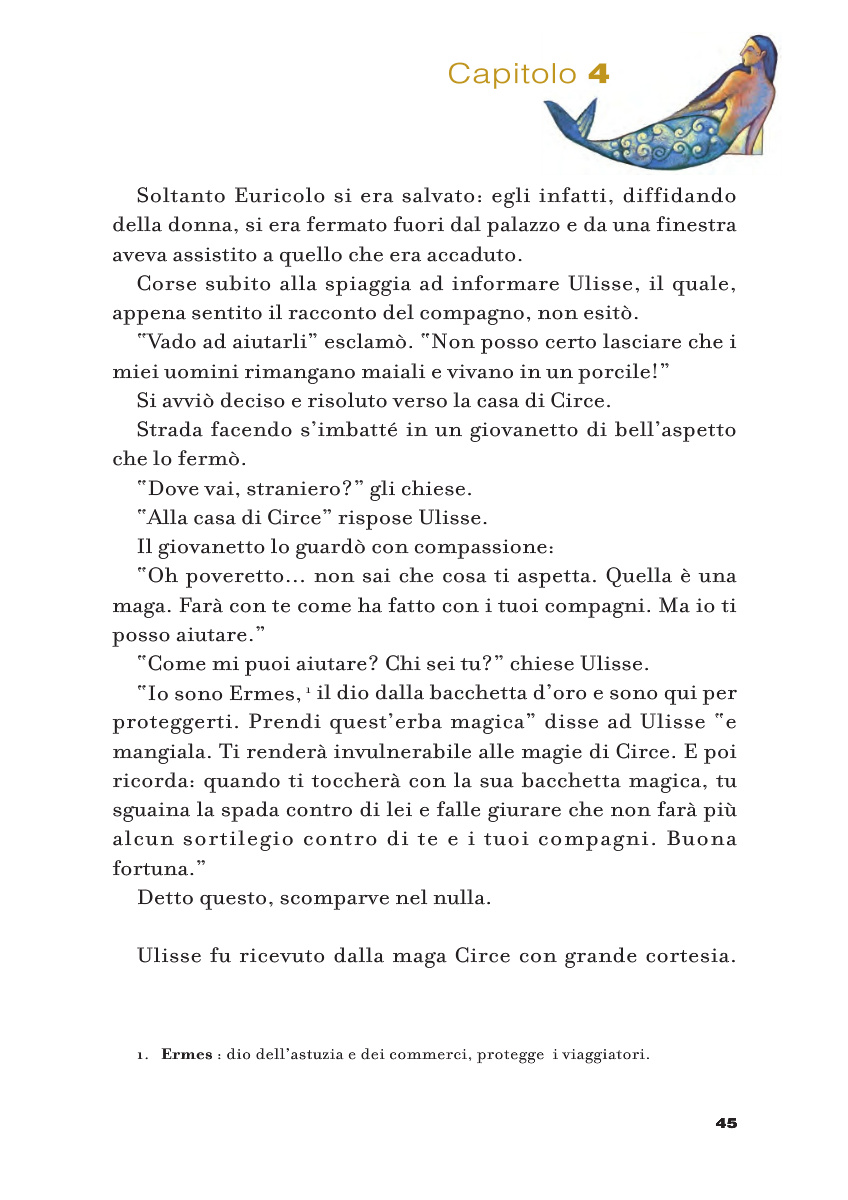 Capitolo 4
Soltanto Euricolo si era salvato: egli infatti, diffidando
della donna, si era fermato fuori dal palazzo e da una finestra
aveva assistito a quello che era accaduto.
Corse subito alla spiaggia ad informare Ulisse, il quale,
appena sentito il racconto del compagno, non esitò.
‟Vado ad aiutarli” esclamò. ‟Non posso certo lasciare che i
miei uomini rimangano maiali e vivano in un porcile!”
Si avviò deciso e risoluto verso la casa di Circe.
Strada facendo s’imbatté in un giovanetto di bell’aspetto
che lo fermò.
‟Dove vai, straniero?” gli chiese.
‟Alla casa di Circe” rispose Ulisse.
Il giovanetto lo guardò con compassione:
‟Oh poveretto... non sai che cosa ti aspetta. Quella è una
maga. Farà con te come ha fatto con i tuoi compagni. Ma io ti
posso aiutare.”
‟Come mi puoi aiutare? Chi sei tu?” chiese Ulisse.
‟Io sono Ermes, ¹ il dio dalla bacchetta d’oro e sono qui per
proteggerti. Prendi quest’erba magica” disse ad Ulisse ‟e
mangiala. Ti renderà invulnerabile alle magie di Circe. E poi
ricorda: quando ti toccherà con la sua bacchetta magica, tu
sguaina la spada contro di lei e falle giurare che non farà più
alcun sortilegio contro di te e i tuoi compagni. Buona
fortuna.”
Detto questo, scomparve nel nulla.
Ulisse fu ricevuto dalla maga Circe con grande cortesia.
1. Ermes : dio dell’astuzia e dei commerci, protegge i viaggiatori.
45